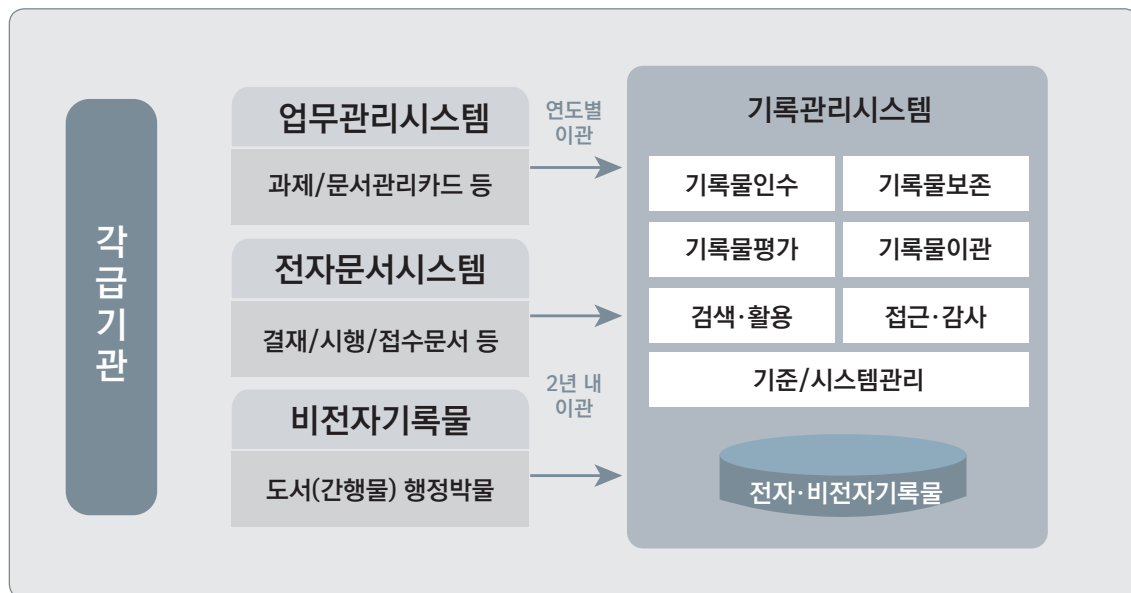 각급기관
업무관리시스템
과제/문서관리카드 등
전자문서시스템
결재/시행/접수문서 등
비전자기록물
도서(간행물) 행정박물
연도별
이관
2년 내
이관
기록관리시스템
기록물인수
기록물보존
기록물평가
기록물이관
검색·활용
접근·감사
기준/시스템관리
전자·비전자기록물